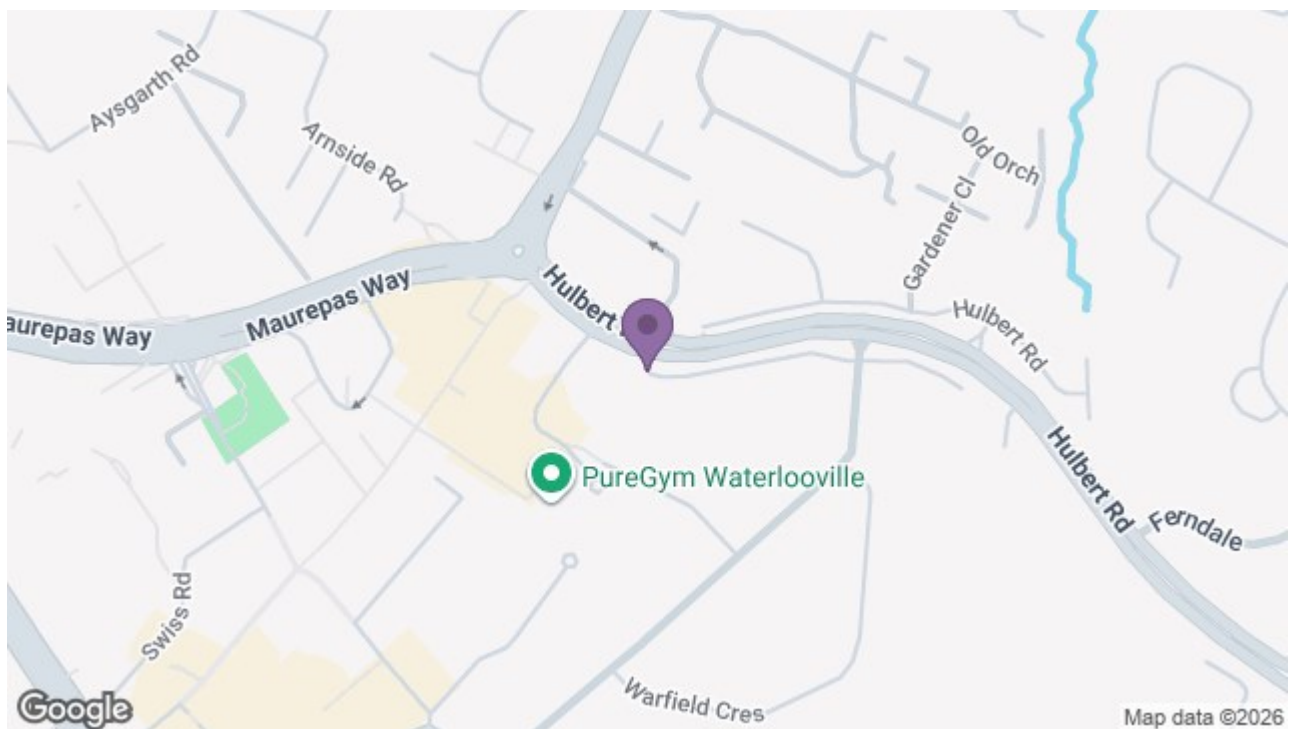 Aysgarth Rd
Arnside Rd
Old Orch
Gardener Cl
Hulbert
Hulbert Rd
Maurepas Way
aurepas Way
PureGym Waterlooville
Hulbert Rd
Ferndale
Swiss Rd
Warfield Cres
Google
Map data ©2026